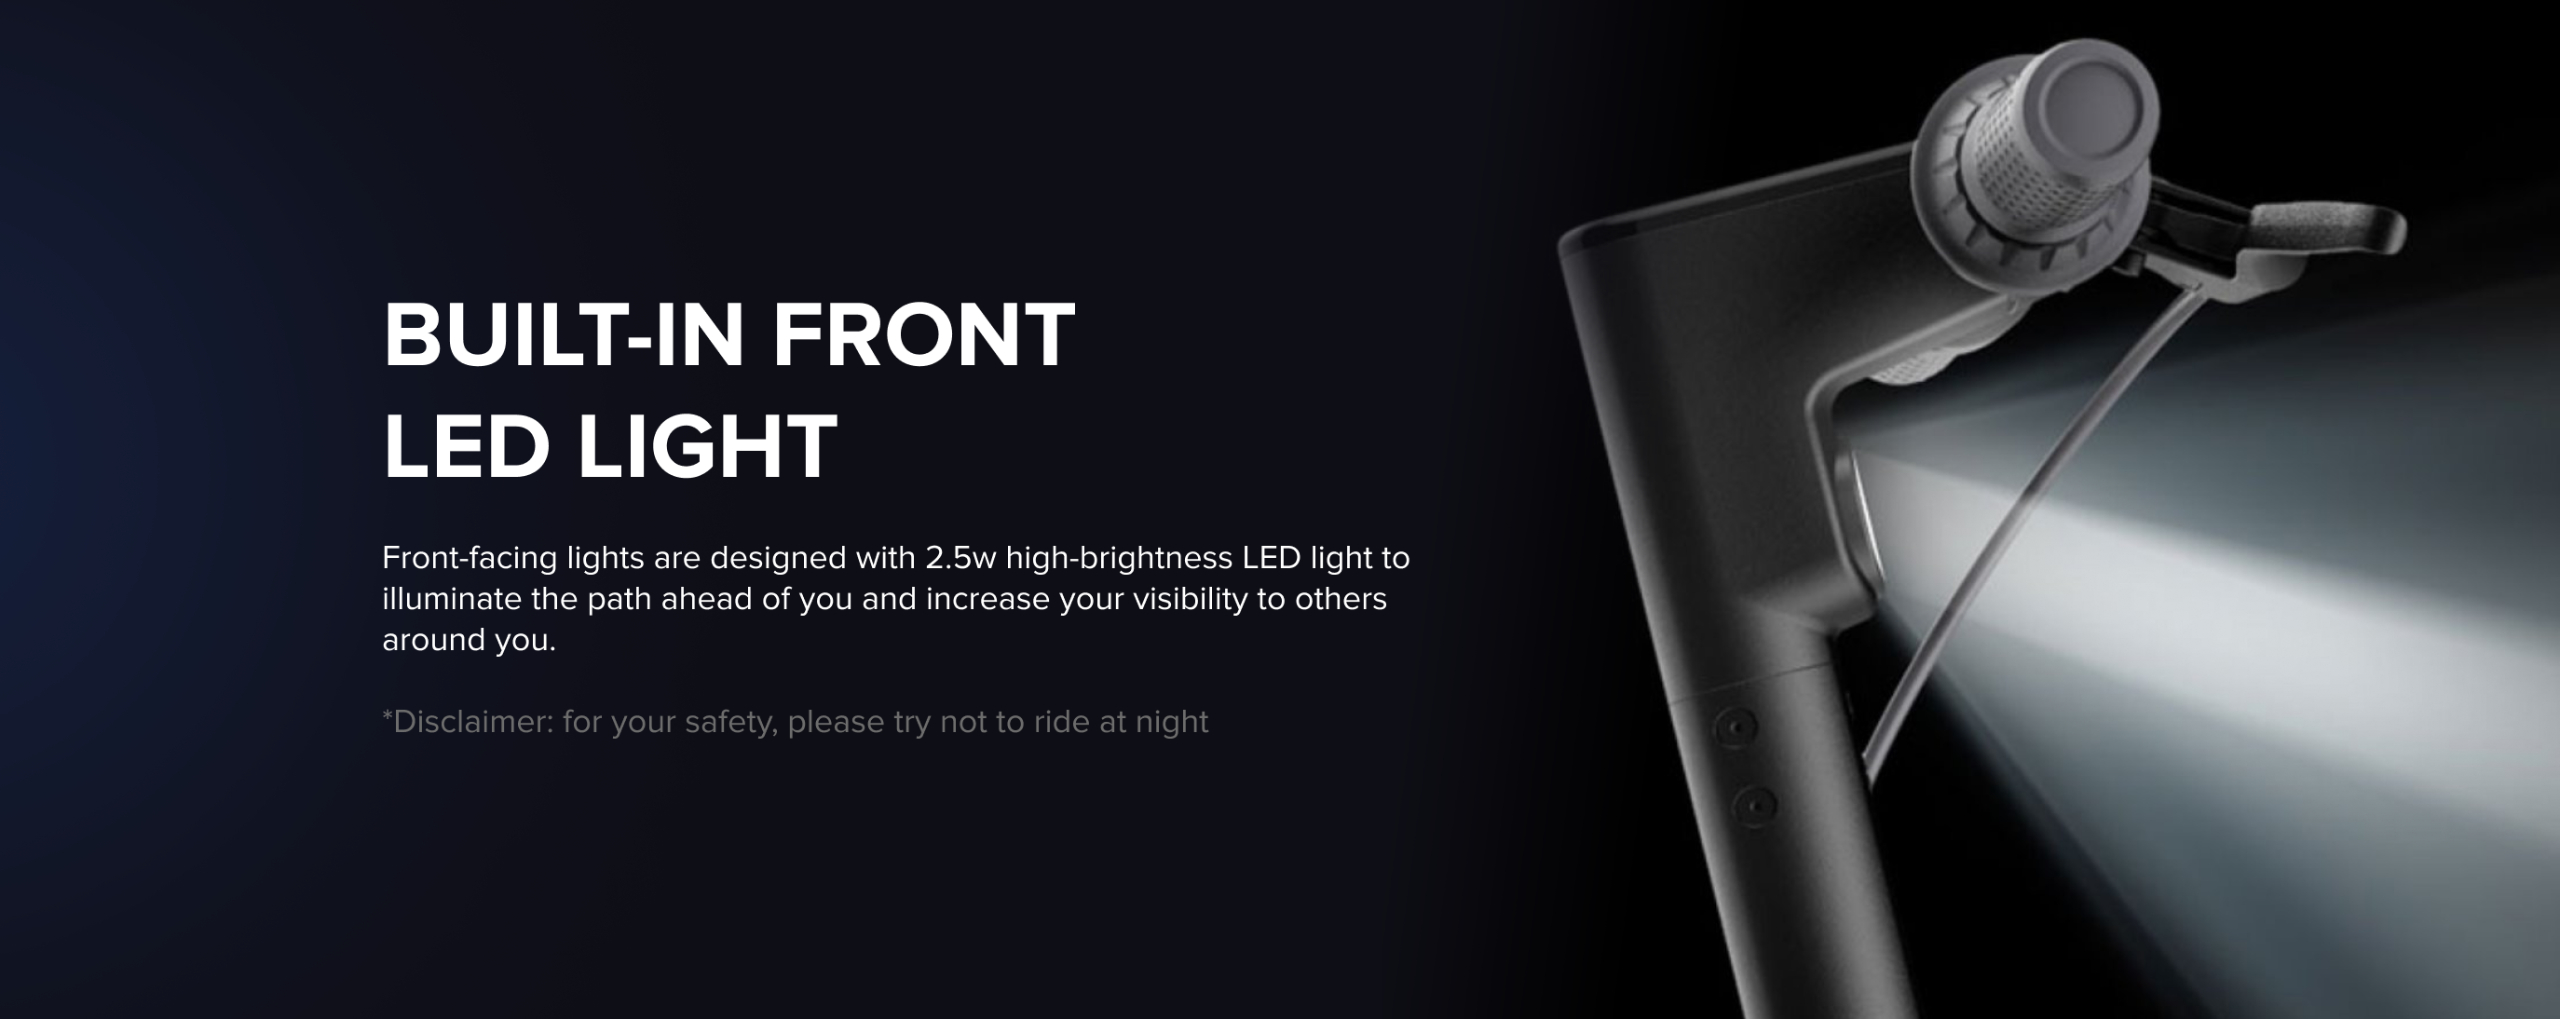 BUILT-IN FRONT
LED LIGHT
Front-facing lights are designed with 2.5w high-brightness LED light to
illuminate the path ahead of you and increase your visibility to others
around you.
*Disclaimer: for your safety, please try not to ride at night